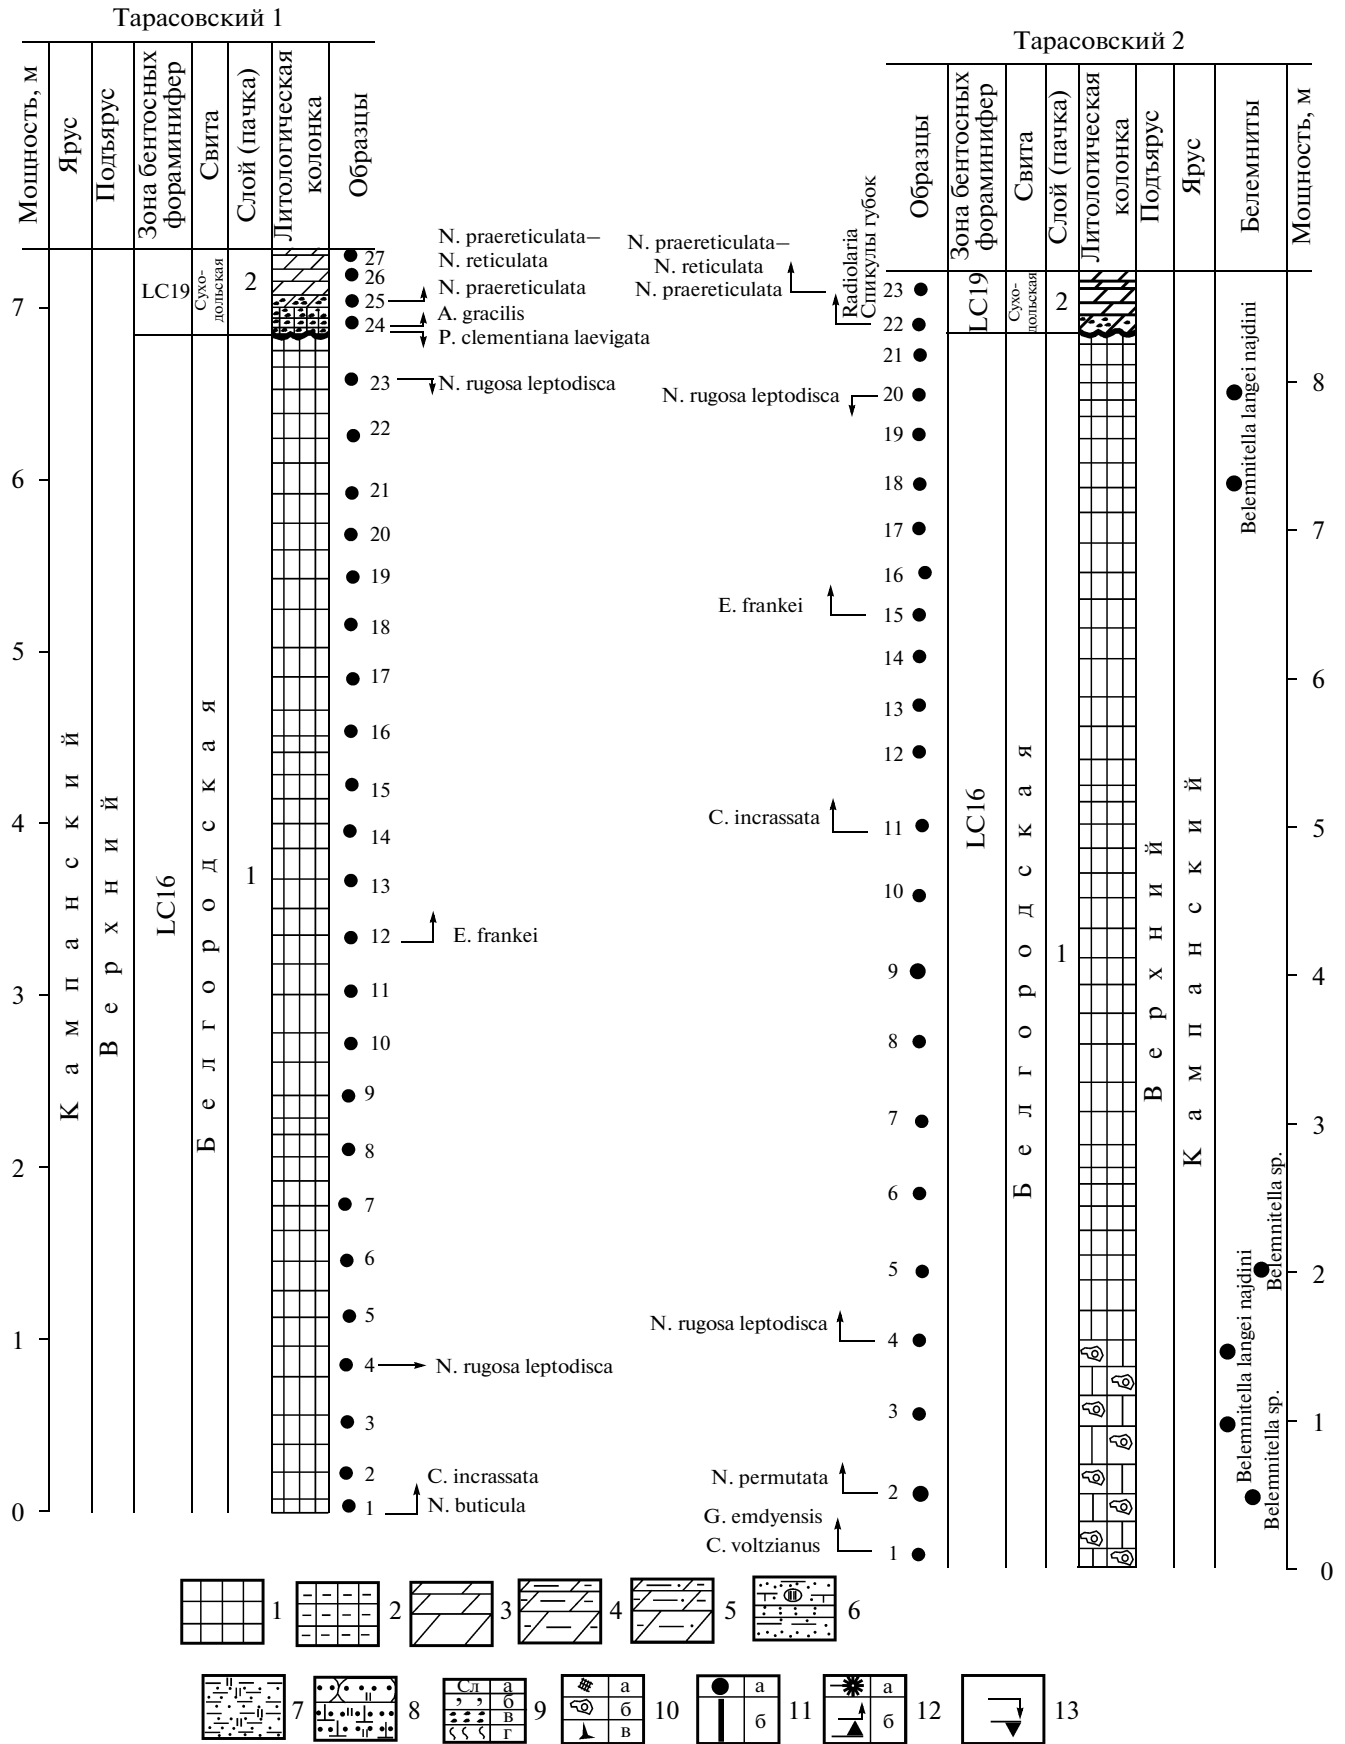 Тарасовский 1
Мощность, м
Ярус
Подъярус
Зона бентосных
фораминифер
Свита
Слой (пачка)
Литологическая
колонка
Образцы
7
6
5
4
3
2
1
0
Кампанский
Верхний
LC19
LC16
Сухо-
дольская
Белгородская
2
1
27
26
25
24
23
22
21
20
19
18
17
16
15
14
13
12
11
10
9
8
7
6
5
4
3
2
1
N. praereticulata–
N. reticulata
N. praereticulata
A. gracilis
P. clementiana laevigata
N. rugosa leptodisca
E. frankei
N. rugosa leptodisca
C. incrassata
N. buticula
Тарасовский 2
Образцы
Зона бентосных
фораминифер
Свита
Слой (пачка)
Литологическая
колонка
Подъярус
Ярус
Белемниты
Мощность, м
Radiolaria
Спикулы губок
N. praereticulata–
N. reticulata
N. praereticulata
N. rugosa leptodisca
E. frankei
C. incrassata
N. rugosa leptodisca
N. permutata
G. emdyensis
C. voltzianus
23
22
21
20
19
18
17
16
15
14
13
12
11
10
9
8
7
6
5
4
3
2
1
LC19
LC16
Сухо-
дольская
Белгородская
2
1
Верхний
Кампанский
Belemnitella langei najdini
Belemnitella sp.
Belemnitella langei najdini
Belemnitella sp.
8
7
6
5
4
3
2
1
0
1
2
3
4
5
6
7
8
Сл а
б
в
г
9
а
б
в
10
а
б
11
а
б
12
13